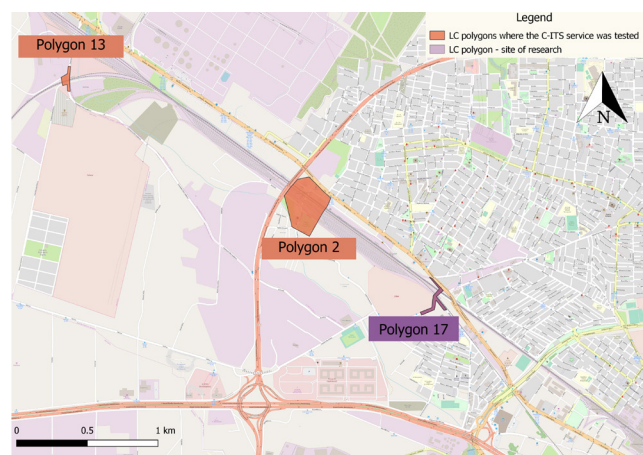 Legend
LC polygons where the C-ITS service was tested
LC polygon - site of research
Polygon 13
N
Polygon 2
Polygon 17
0 0.5 1 km